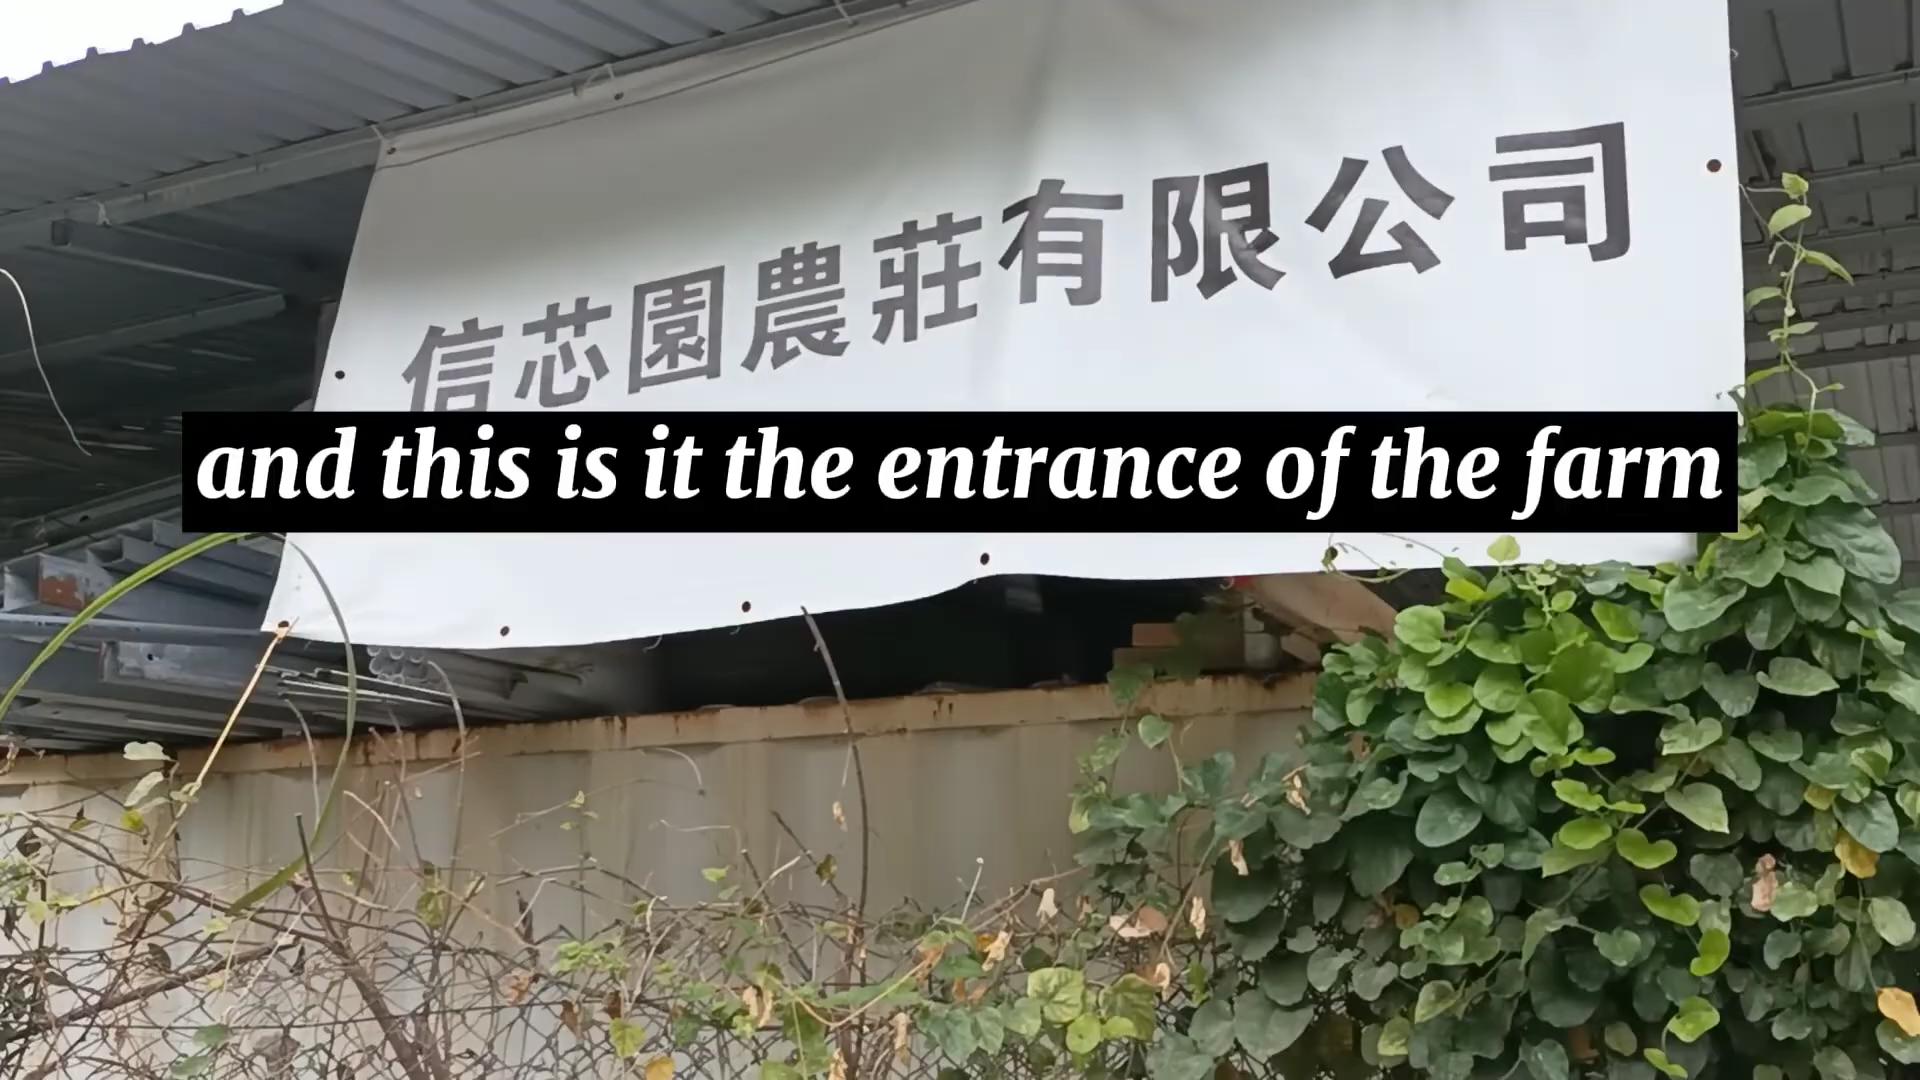 信芯園農莊有限公司
and this is it the entrance of the farm